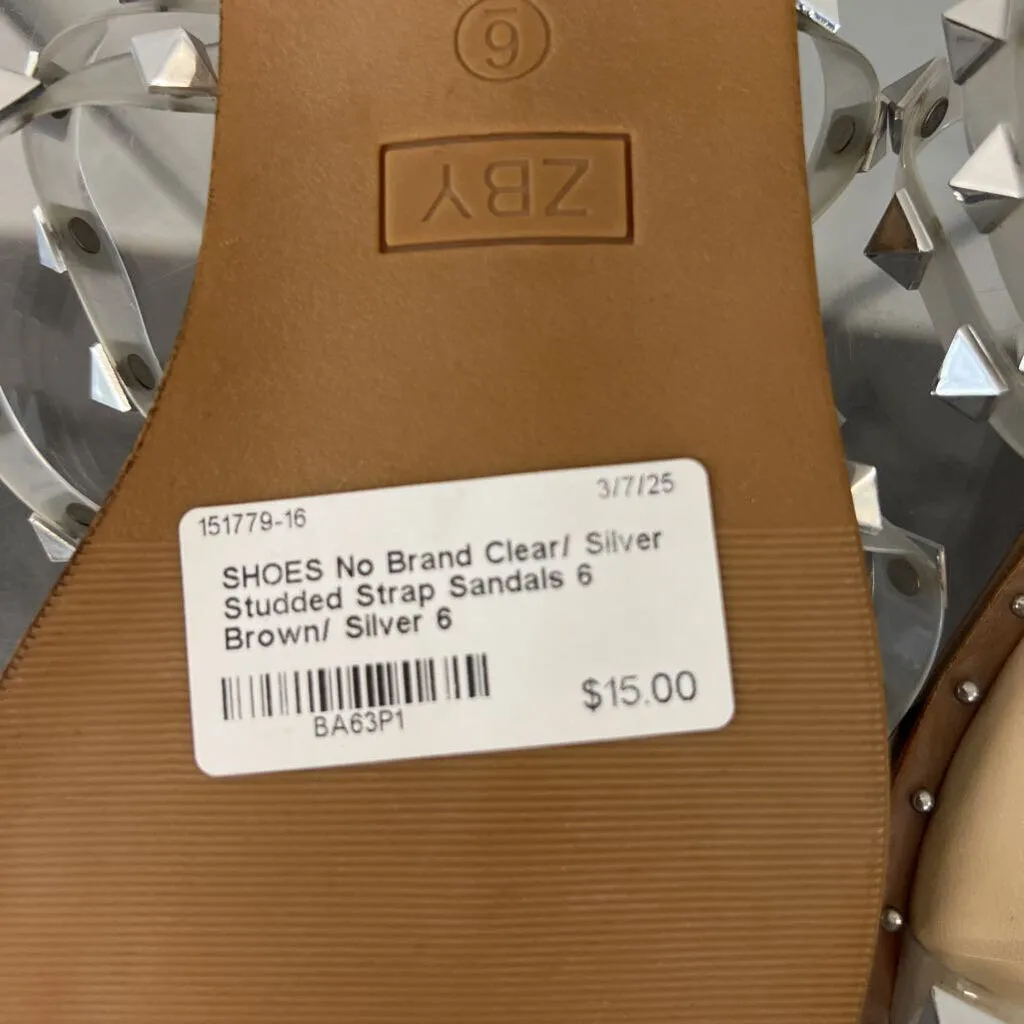 6
ZBY
151779-16 3/7/25
SHOES No Brand Clear/ Silver
Studded Strap Sandals 6
Brown/ Silver 6
BA63P1 $15.00